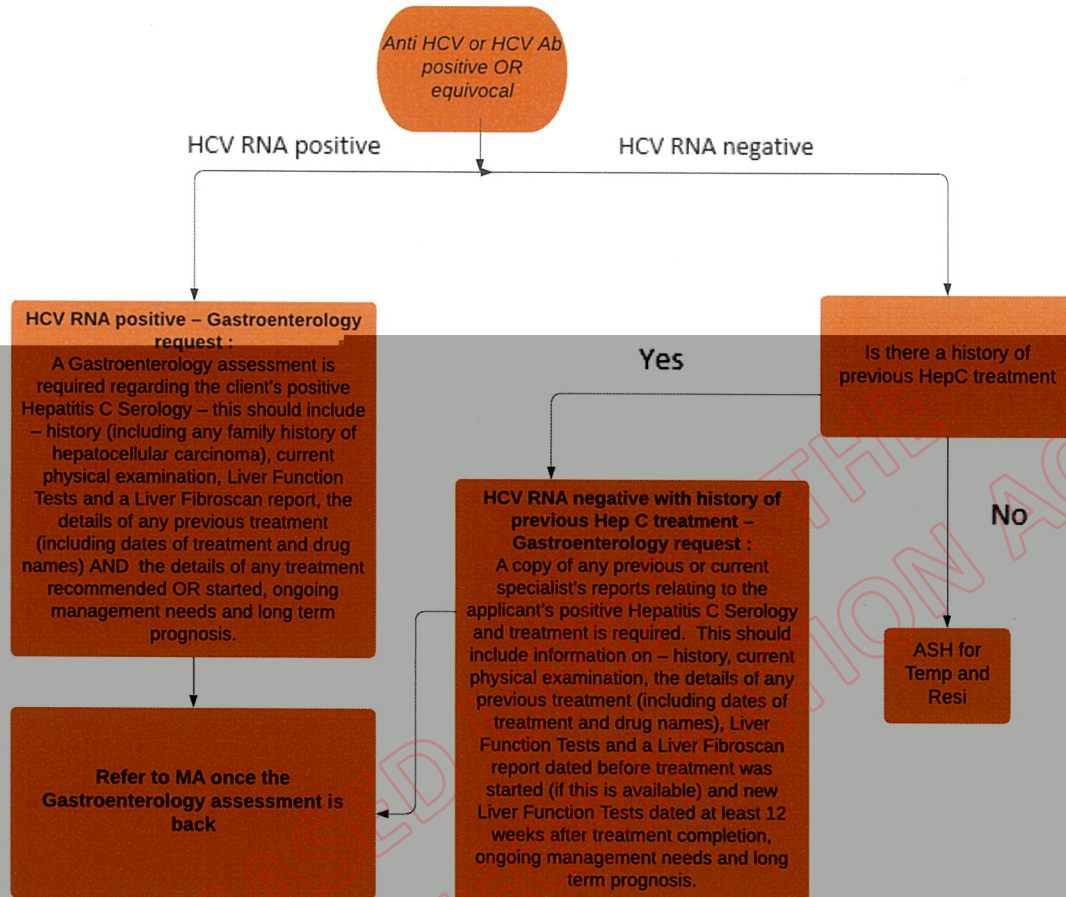 Anti HCV or HCV Ab
positive OR
equivocal
HCV RNA positive
HCV RNA negative
HCV RNA positive – Gastroenterology
request :
A Gastroenterology assessment is
required regarding the client's positive
Hepatitis C Serology – this should include
– history (including any family history of
hepatocellular carcinoma), current
physical examination, Liver Function
Tests and a Liver Fibroscan report, the
details of any previous treatment
(including dates of treatment and drug
names) AND the details of any treatment
recommended OR started, ongoing
management needs and long term
prognosis.
Is there a history of
previous HepC treatment
Yes
No
HCV RNA negative with history of
previous Hep C treatment –
Gastroenterology request :
A copy of any previous or current
specialist's reports relating to the
applicant's positive Hepatitis C Serology
and treatment is required. This should
include information on – history, current
physical examination, the details of any
previous treatment (including dates of
treatment and drug names), Liver
Function Tests and a Liver Fibroscan
report dated before treatment was
started (if this is available) and new
Liver Function Tests dated at least 12
weeks after treatment completion,
ongoing management needs and long
term prognosis.
ASH for
Temp and
Resi
Refer to MA once the
Gastroenterology assessment is
back
THE